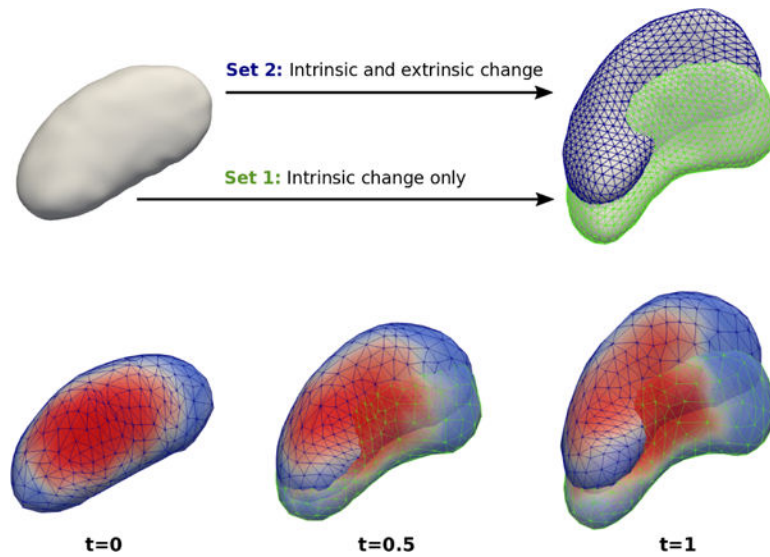 Set 2: Intrinsic and extrinsic change
Set 1: Intrinsic change only
t=0
t=0.5
t=1